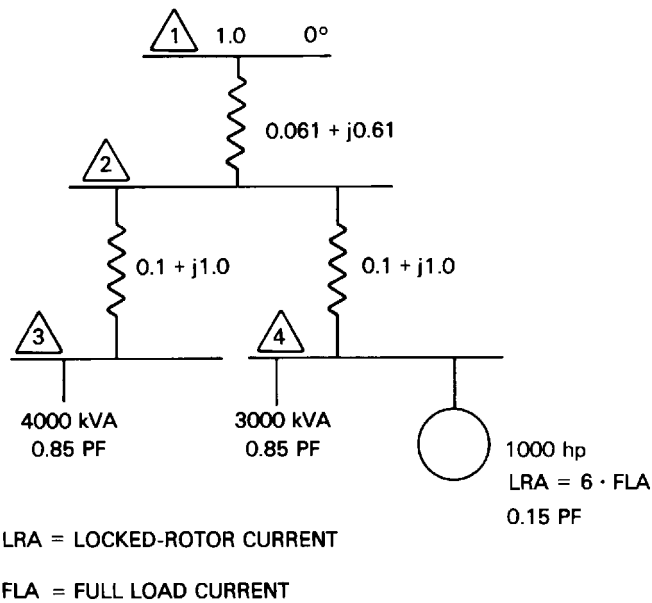 1 1.0 0°
0.061 + j0.61
2
0.1 + j1.0 0.1 + j1.0
3 4
4000 kVA 3000 kVA
0.85 PF 0.85 PF
1000 hp
LRA = 6 · FLA
0.15 PF
LRA = LOCKED-ROTOR CURRENT
FLA = FULL LOAD CURRENT